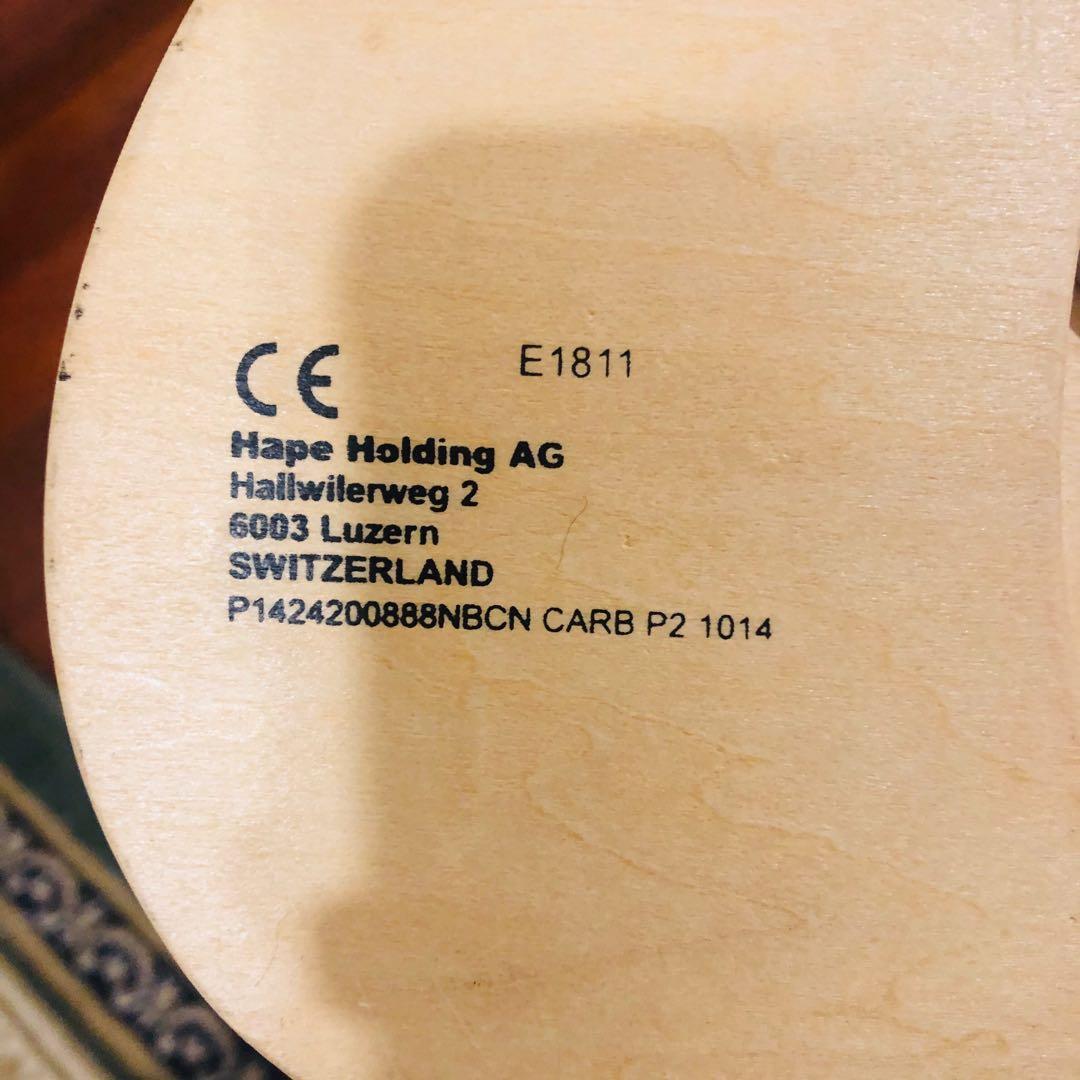 CE E1811
Hape Holding AG
Hallwilerweg 2
6003 Luzern
SWITZERLAND
P1424200888NBCN CARB P2 1014